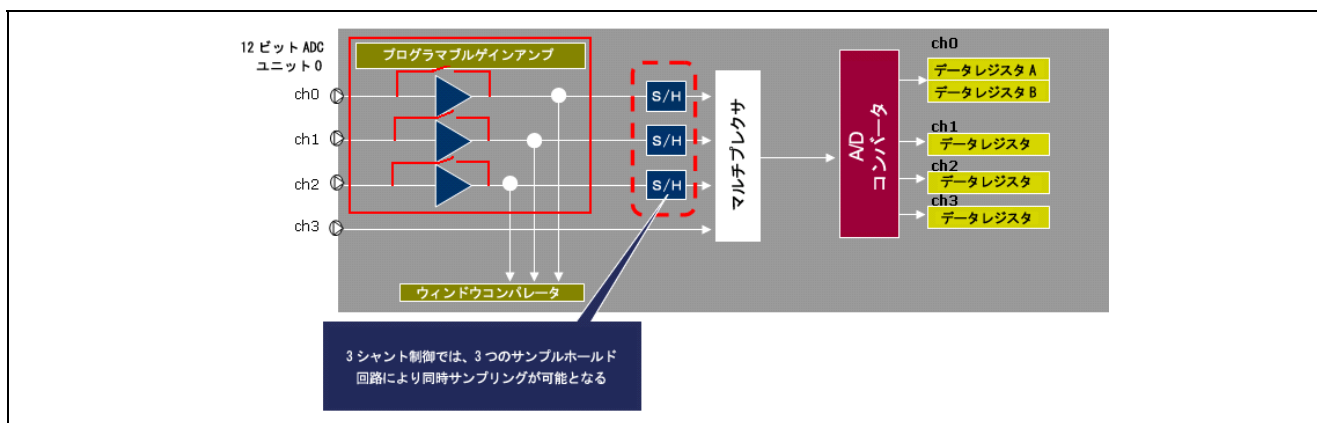 12 ビット ADC
ユニット 0
プログラマブルゲインアンプ
ch0
ch1
ch2
ch3
S/H
S/H
S/H
マルチプレクサ
A/D
コンバータ
ch0
データレジスタ A
データレジスタ B
ch1
データレジスタ
ch2
データレジスタ
ch3
データレジスタ
ウィンドウコンパレータ
3 シャント制御では、3 つのサンプルホールド
回路により同時サンプリングが可能となる